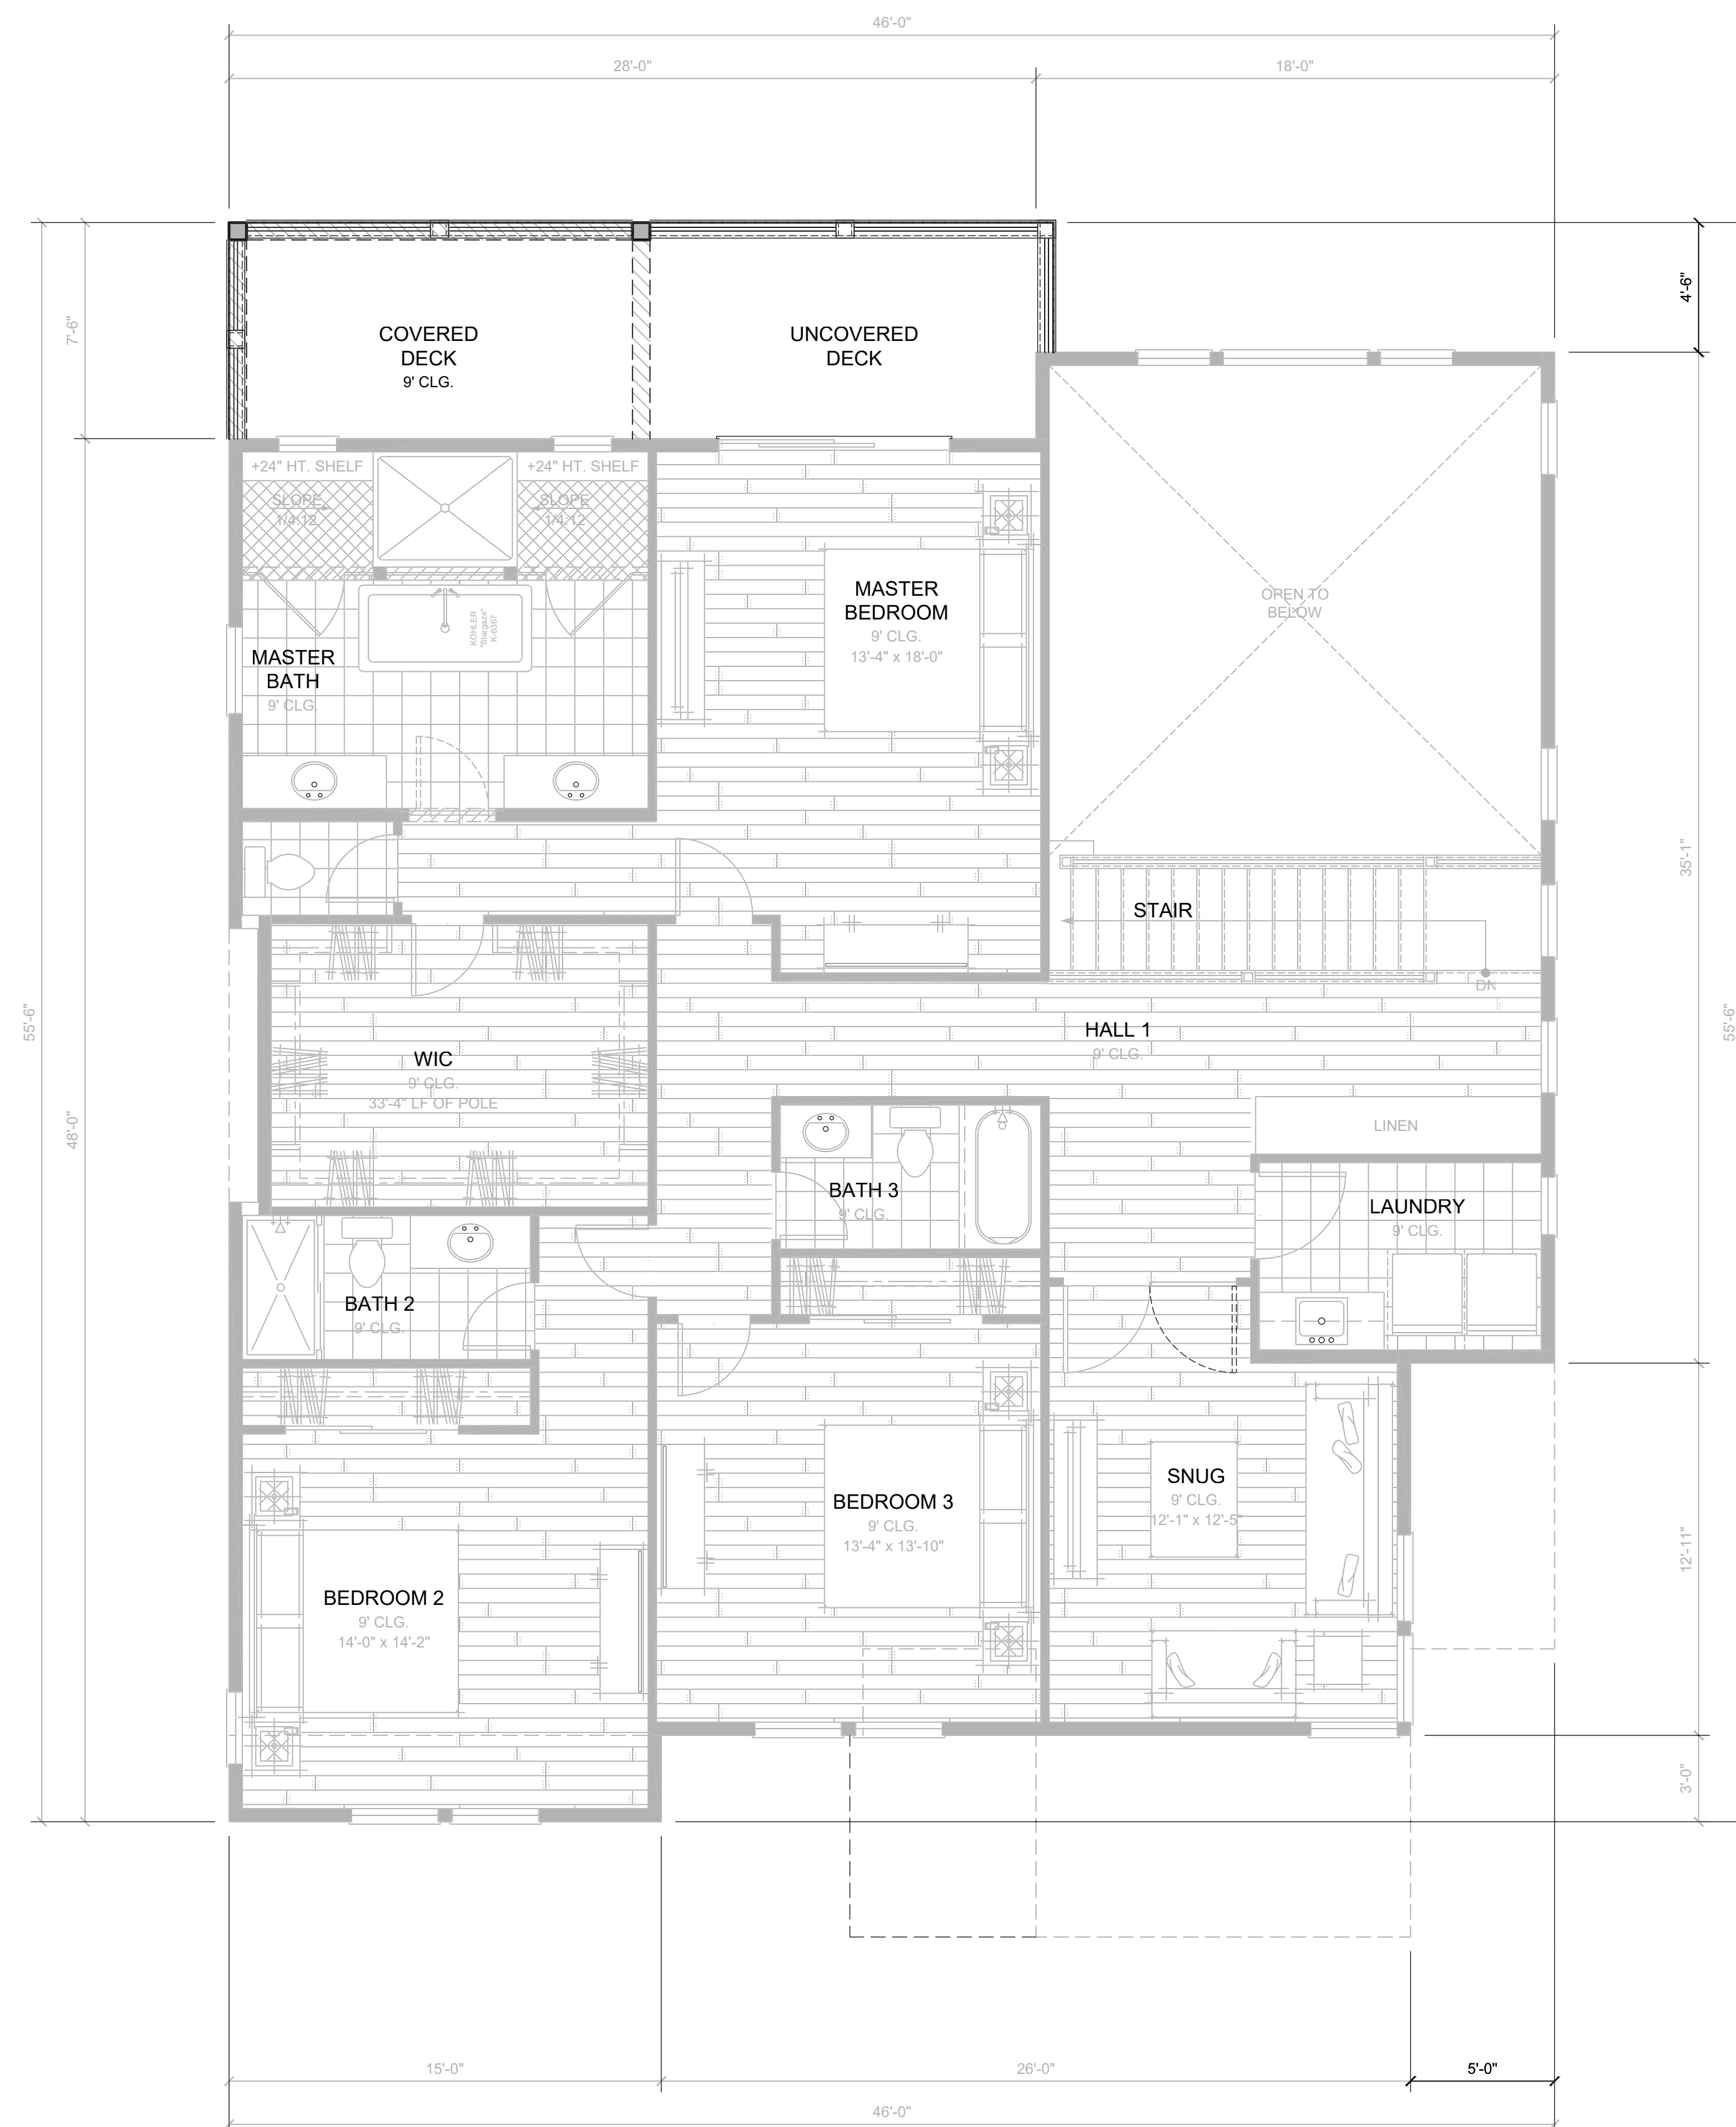 46'-0"
28'-0"
18'-0"
4'-6"
7'-6"
COVERED
DECK
9' CLG.
UNCOVERED
DECK
+24" HT. SHELF
+24" HT. SHELF
SLOPE
1/4:12
SLOPE
1/4:12
KOHLER
"Stargaze"
K-6367
MASTER
BEDROOM
9' CLG.
13'-4" x 18'-0"
OPEN TO
BELOW
MASTER
BATH
9' CLG.
35'-1"
STAIR
DN
55'-6"
55'-6"
HALL 1
9' CLG.
WIC
9' CLG.
33'-4" LF OF POLE
48'-0"
LINEN
BATH 3
9' CLG.
LAUNDRY
9' CLG.
BATH 2
9' CLG.
SNUG
9' CLG.
12'-1" x 12'-5"
BEDROOM 3
9' CLG.
13'-4" x 13'-10"
12'-11"
BEDROOM 2
9' CLG.
14'-0" x 14'-2"
3'-0"
15'-0"
26'-0"
5'-0"
46'-0"